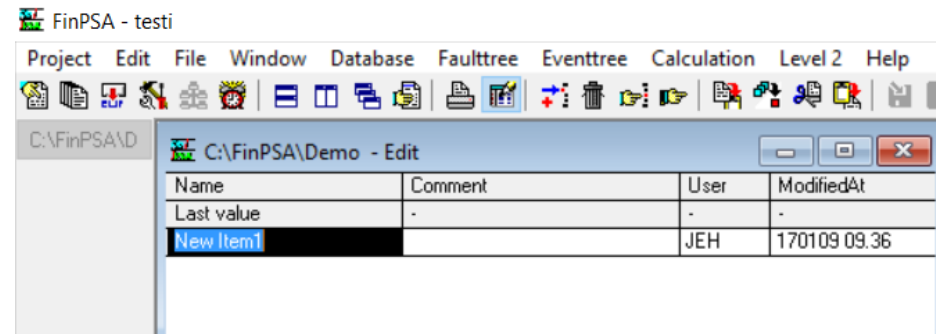 FinPSA - testi
Project Edit File Window Database Faulttree Eventtree Calculation Level 2 Help
C:\FinPSA\D
C:\FinPSA\Demo - Edit
Name Comment User ModifiedAt
Last value - - -
New Item1 JEH 170109 09.36